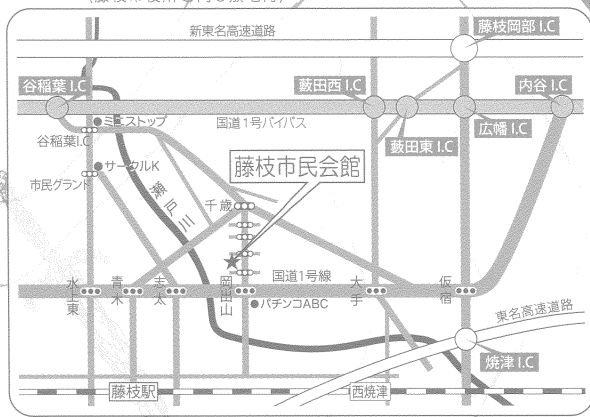 新東名高速道路
藤枝岡部 I.C
谷稲葉 I.C
藪田西 I.C
内谷 I.C
ミニストップ
国道1号バイパス
広幡 I.C
谷稲葉I.C
藪田東 I.C
サークルK
藤枝市民会館
市民グランド
瀬戸川
千歳
水上東
青木
志太
岡出山
国道1号線
大手
仮宿
パチンコABC
東名高速道路
焼津 I.C
藤枝駅
西焼津